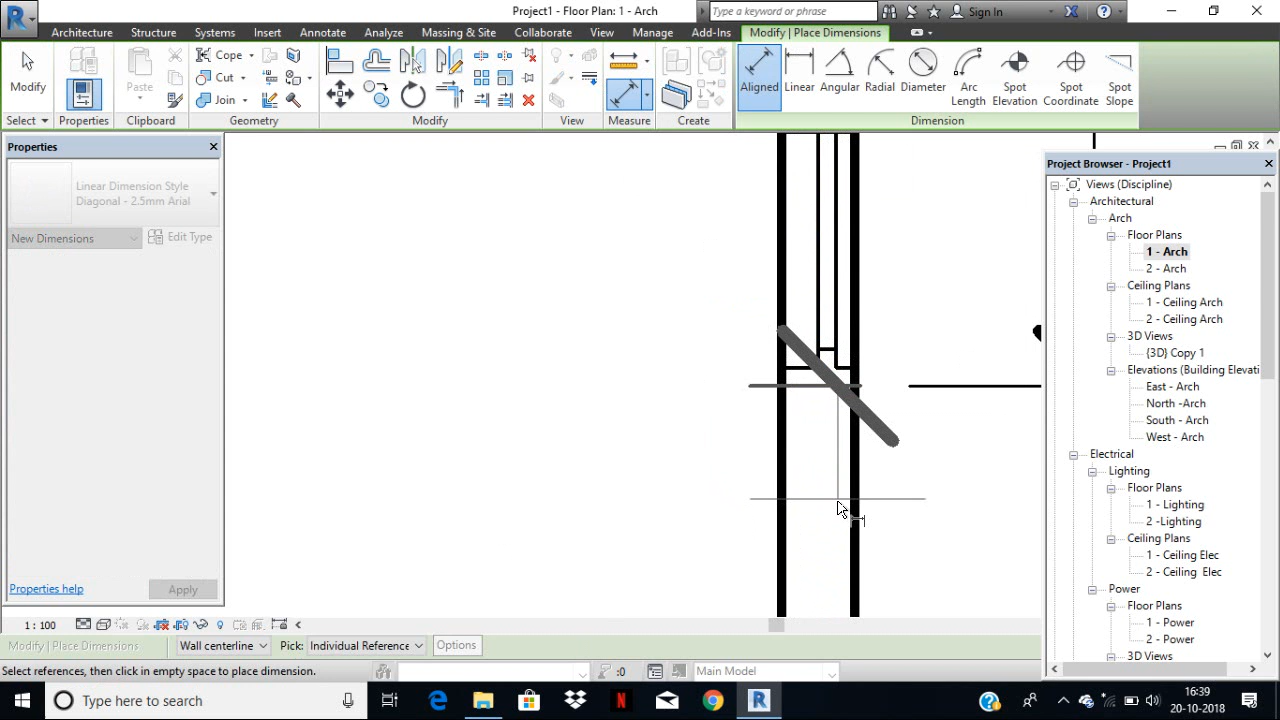 Project1 - Floor Plan: 1 - Arch
Type a keyword or phrase
Sign In
R
Architecture Structure Systems Insert Annotate Analyze Massing & Site Collaborate View Manage Add-Ins Modify | Place Dimensions
Modify
Paste
Cope
Cut
Join
Aligned Linear Angular Radial Diameter Arc Length Spot Elevation Spot Coordinate Spot Slope
Select Properties Clipboard Geometry Modify View Measure Create Dimension
Properties
Linear Dimension Style
Diagonal - 2.5mm Arial
New Dimensions Edit Type
Properties help Apply
Project Browser - Project1
Views (Discipline)
Architectural
Arch
Floor Plans
1 - Arch
2 - Arch
Ceiling Plans
1 - Ceiling Arch
2 - Ceiling Arch
3D Views
{3D} Copy 1
Elevations (Building Elevati
East - Arch
North -Arch
South - Arch
West - Arch
Electrical
Lighting
Floor Plans
1 - Lighting
2 -Lighting
Ceiling Plans
1 - Ceiling Elec
2 - Ceiling Elec
Power
Floor Plans
1 - Power
2 - Power
3D Views
1 : 100
Modify | Place Dimensions Wall centerline Pick: Individual Reference Options
Select references, then click in empty space to place dimension.
:0
Main Model
Type here to search
16:39
20-10-2018